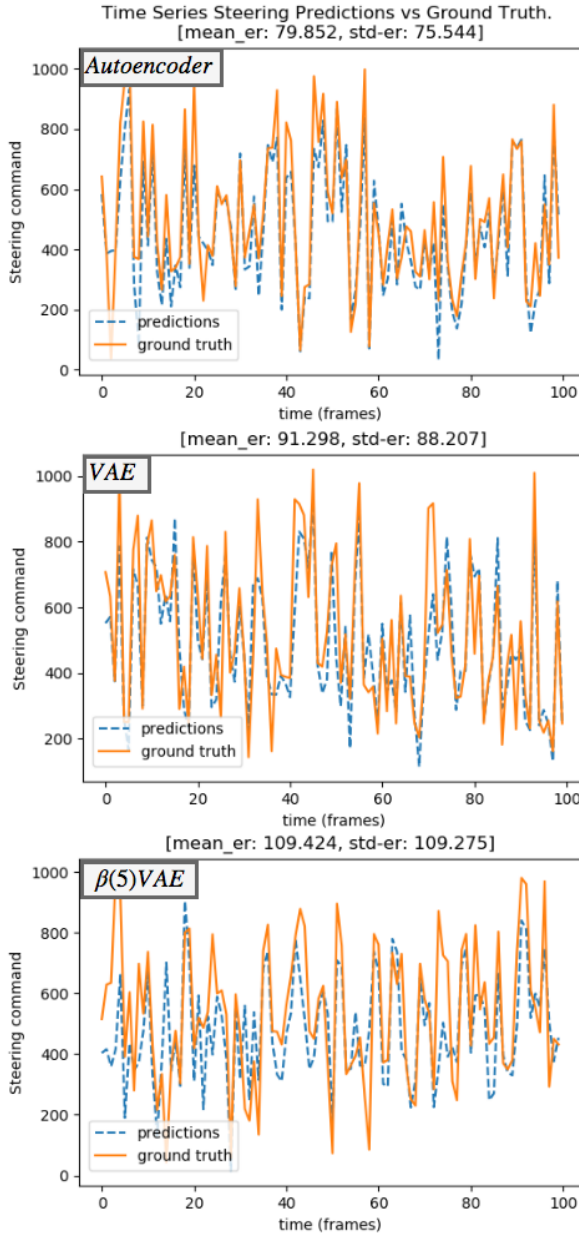 Time Series Steering Predictions vs Ground Truth.
[mean_er: 79.852, std-er: 75.544]
Autoencoder
1000
800
600
400
200
0
Steering command
predictions
ground truth
0 20 40 60 80 100
time (frames)
[mean_er: 91.298, std-er: 88.207]
VAE
1000
800
600
400
200
Steering command
predictions
ground truth
0 20 40 60 80 100
time (frames)
[mean_er: 109.424, std-er: 109.275]
β(5)VAE
1000
800
600
400
200
0
Steering command
predictions
ground truth
0 20 40 60 80 100
time (frames)